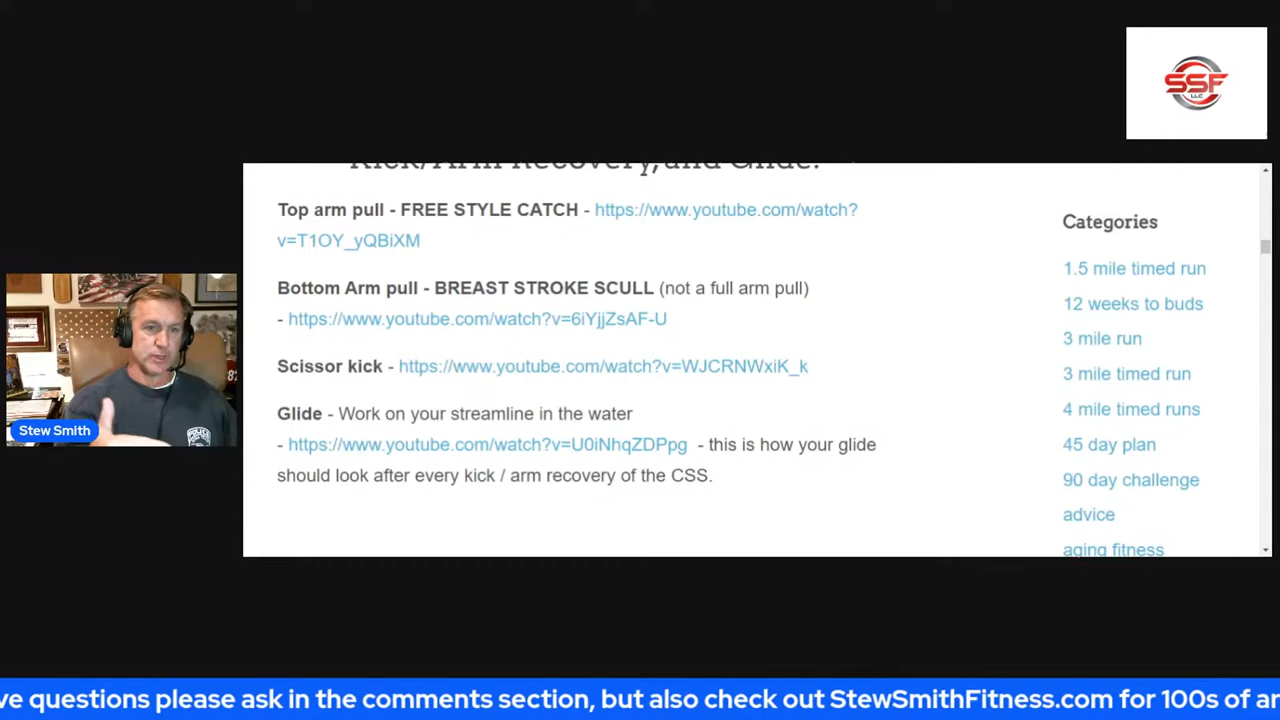 SSF
LLC
Kick/Arm Recovery,and Glide.
Top arm pull - FREE STYLE CATCH - https://www.youtube.com/watch?
v=T1OY_yQBiXM
Bottom Arm pull - BREAST STROKE SCULL (not a full arm pull)
- https://www.youtube.com/watch?v=6iYjjZsAF-U
Scissor kick - https://www.youtube.com/watch?v=WJCRNWxiK_k
Glide - Work on your streamline in the water
- https://www.youtube.com/watch?v=U0iNhqZDPpg - this is how your glide
should look after every kick / arm recovery of the CSS.
Categories
1.5 mile timed run
12 weeks to buds
3 mile run
3 mile timed run
4 mile timed runs
45 day plan
90 day challenge
advice
aging fitness
Stew Smith
ve questions please ask in the comments section, but also check out StewSmithFitness.com for 100s of ar